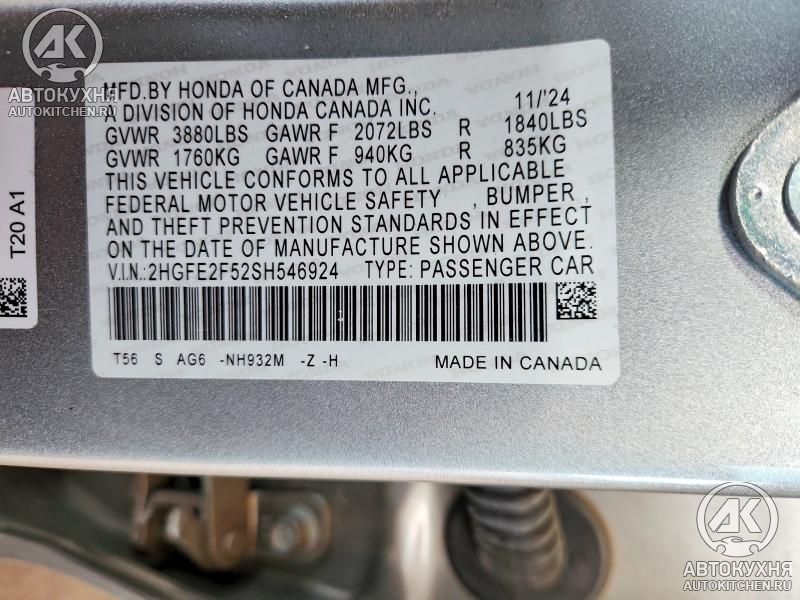 AK
АВТОКУХНЯ
AUTOKITCHEN.RU
MFD.BY HONDA OF CANADA MFG.,
A DIVISION OF HONDA CANADA INC. 11/'24
GVWR 3880LBS GAWR F 2072LBS R 1840LBS
GVWR 1760KG GAWR F 940KG R 835KG
THIS VEHICLE CONFORMS TO ALL APPLICABLE
FEDERAL MOTOR VEHICLE SAFETY , BUMPER ,
AND THEFT PREVENTION STANDARDS IN EFFECT
ON THE DATE OF MANUFACTURE SHOWN ABOVE.
V.I.N.:2HGFE2F52SH546924 TYPE: PASSENGER CAR
T56 S AG6 -NH932M -Z -H MADE IN CANADA
T20 A1
AK
АВТОКУХНЯ
AUTOKITCHEN.RU